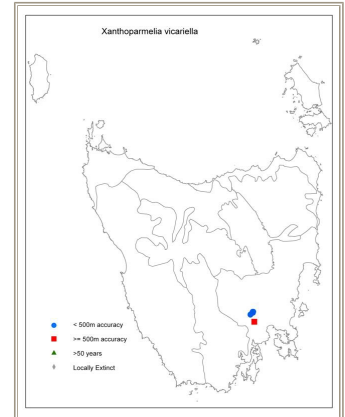 Xanthoparmelia vicariella
< 500m accuracy
>= 500m accuracy
>50 years
Locally Extinct